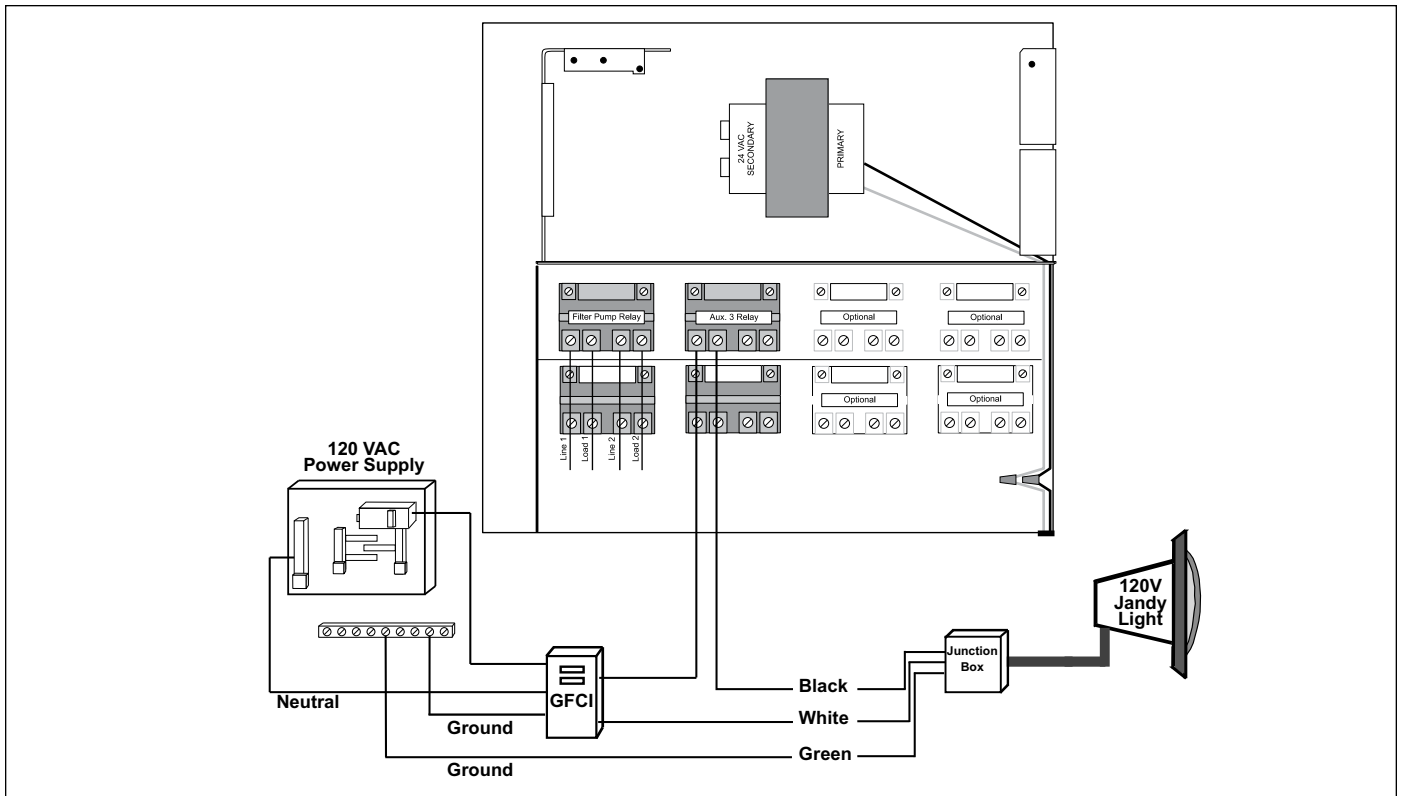 24 VAC
SECONDARY
PRIMARY
Filter Pump Relay
Aux. 3 Relay
Optional
Optional
Optional
Optional
Line 1
Load 1
Line 2
Load 2
120 VAC
Power Supply
120V
Jandy
Light
Junction
Box
GFCI
Neutral
Black
White
Ground
Green
Ground